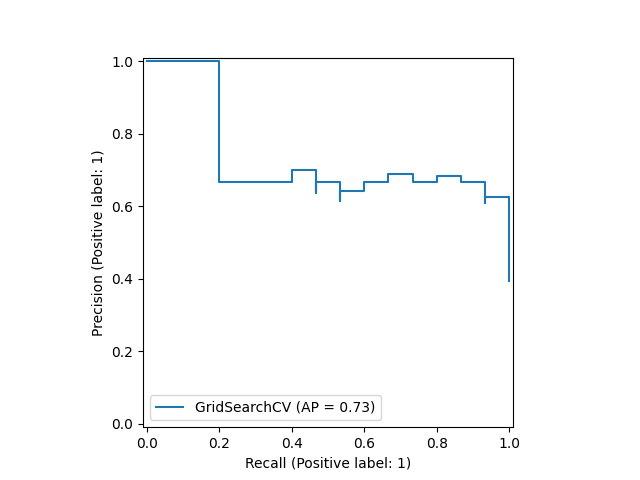 1.0
0.8
0.6
0.4
0.2
0.0
Precision (Positive label: 1)
GridSearchCV (AP = 0.73)
0.0 0.2 0.4 0.6 0.8 1.0
Recall (Positive label: 1)